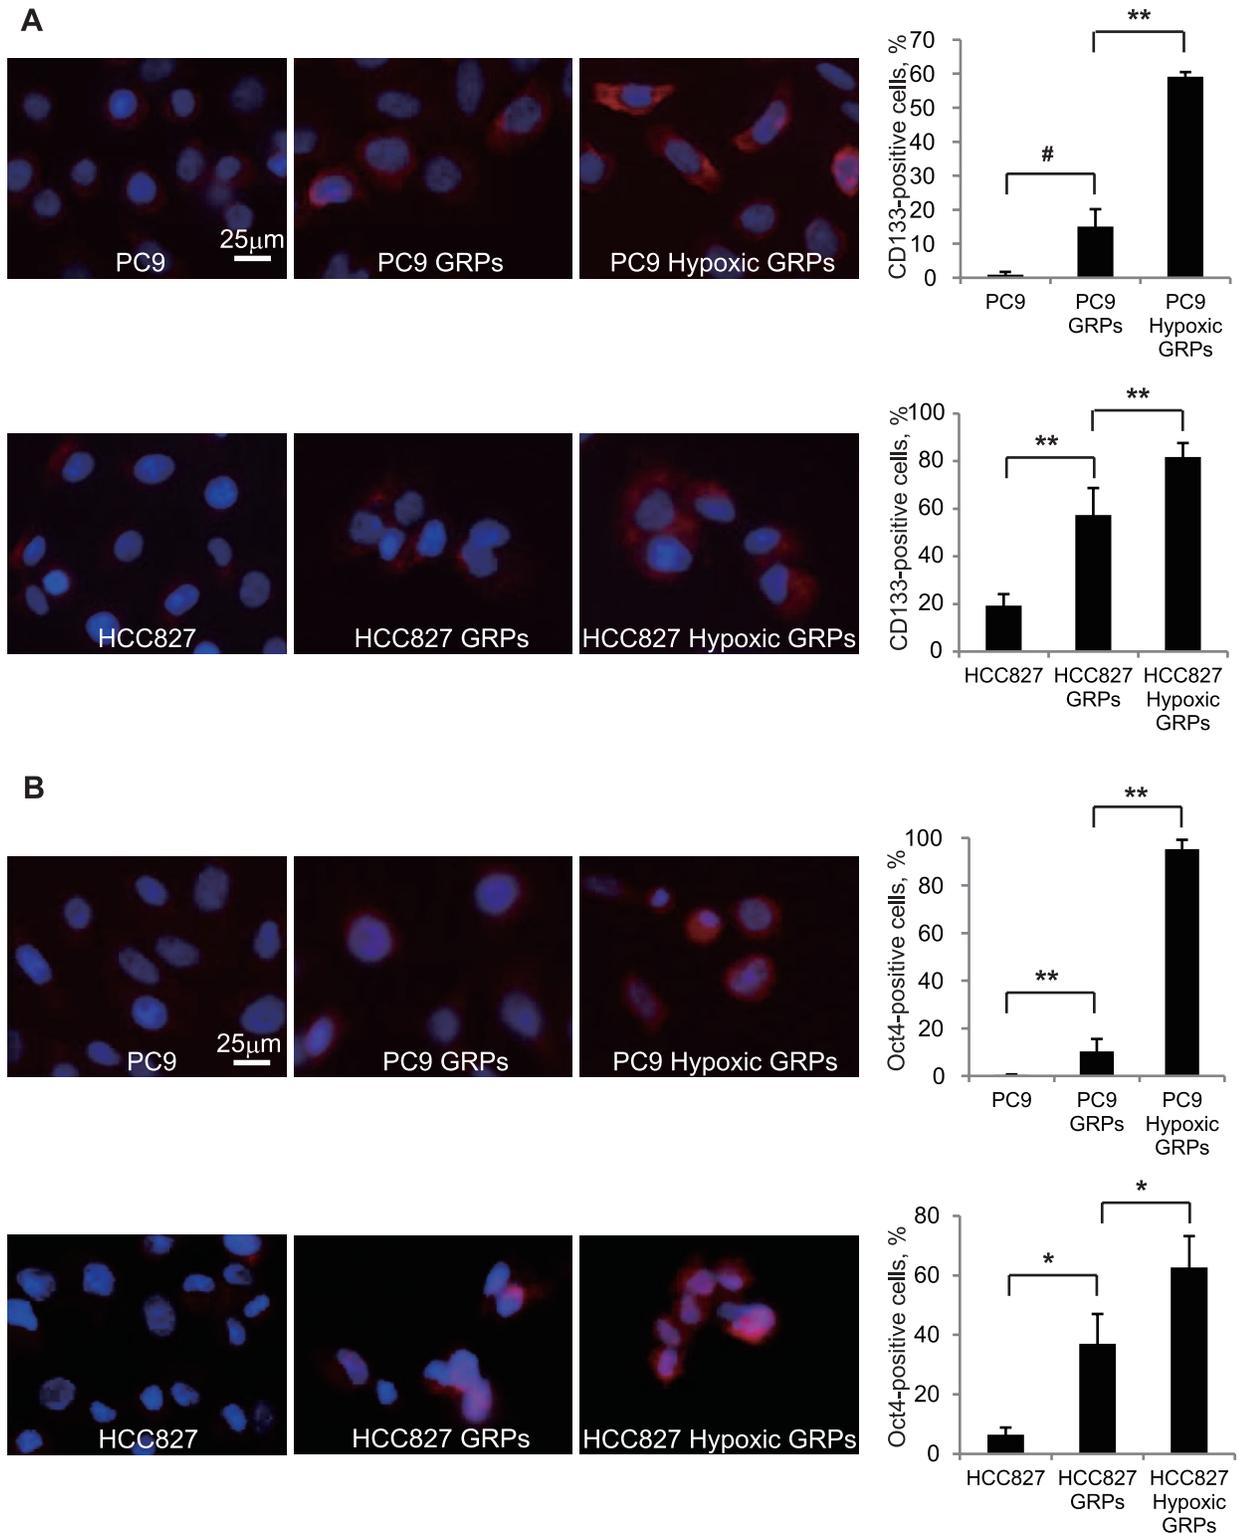 A
PC9
25µm
PC9 GRPs
PC9 Hypoxic GRPs
CD133-positive cells, %
70
60
50
40
30
20
10
0
#
**
PC9
PC9
GRPs
PC9
Hypoxic
GRPs
HCC827
HCC827 GRPs
HCC827 Hypoxic GRPs
CD133-positive cells, %
100
80
60
40
20
0
**
**
HCC827
HCC827
GRPs
HCC827
Hypoxic
GRPs
B
PC9
25µm
PC9 GRPs
PC9 Hypoxic GRPs
Oct4-positive cells, %
100
80
60
40
20
0
**
**
PC9
PC9
GRPs
PC9
Hypoxic
GRPs
HCC827
HCC827 GRPs
HCC827 Hypoxic GRPs
Oct4-positive cells, %
80
60
40
20
0
*
*
HCC827
HCC827
GRPs
HCC827
Hypoxic
GRPs